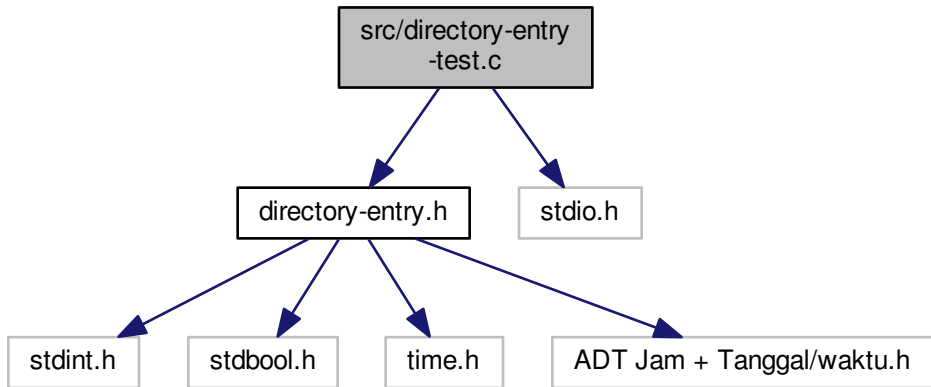 src/directory-entry
-test.c
directory-entry.h
stdio.h
stdint.h
stdbool.h
time.h
ADT Jam + Tanggal/waktu.h